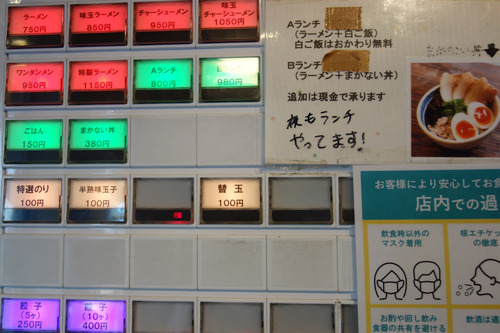 ラーメン
750円
味玉ラーメン
850円
チャーシューメン
950円
味玉
チャーシューメン
1050円
ワンタンメン
950円
特製ラーメン
1150円
Aランチ
800円
980円
ごはん
150円
まかない丼
380円
特選のり
100円
半熟味玉子
100円
替玉
100円
餃子
(5ヶ)
250円
餃子
(10ヶ)
400円
Aランチ
(ラーメン+白ご飯)
白ご飯はおかわり無料
Bランチ
(ラーメン+まかない丼)
追加は現金で承ります
夜もランチ
やってます!
まかない丼
お客様により安心してお食
店内での過
飲食時以外の
マスク着用
咳エチケッ
の徹底
お酌や回し飲み
食器の共有を避ける
飲酒は適